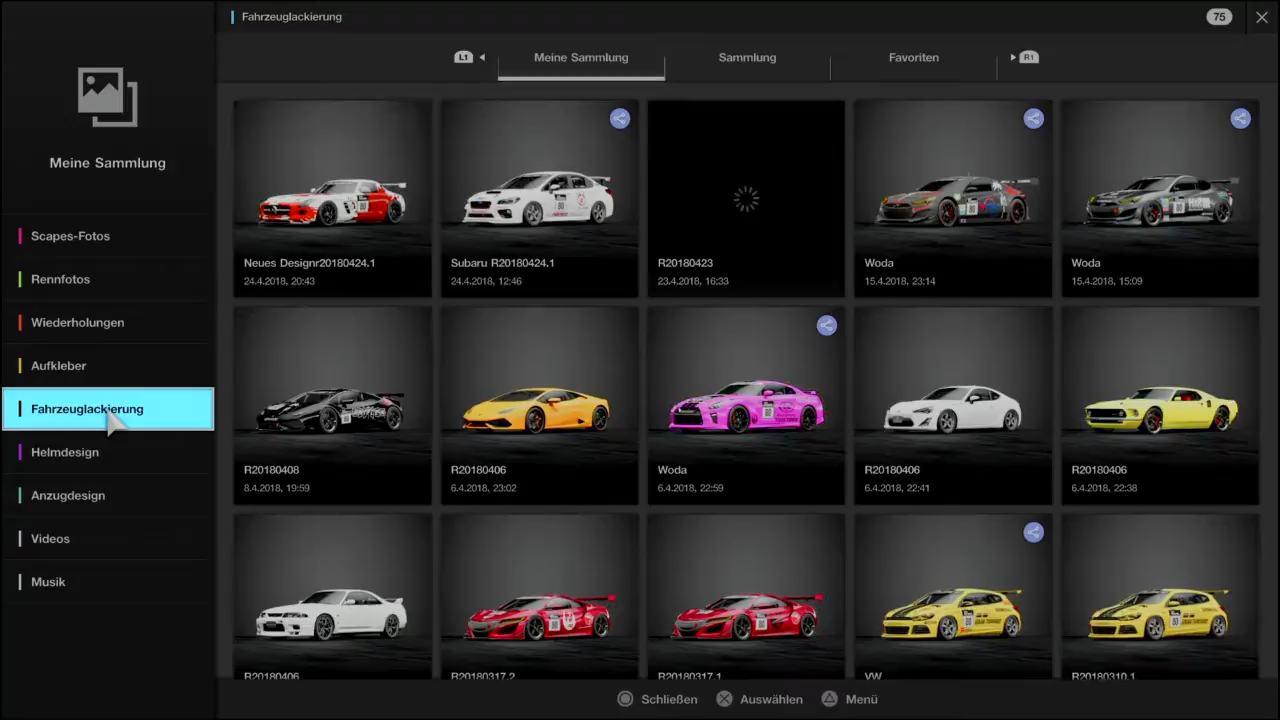 Fahrzeuglackierung
75
L1
Meine Sammlung
Sammlung
Favoriten
R1
Meine Sammlung
Scapes-Fotos
Rennfotos
Wiederholungen
Aufkleber
Fahrzeuglackierung
Helmdesign
Anzugdesign
Videos
Musik
Neues Designr20180424.1
24.4.2018, 20:43
Subaru R20180424.1
24.4.2018, 12:46
R20180423
23.4.2018, 16:33
Woda
15.4.2018, 23:14
Woda
15.4.2018, 15:09
R20180408
8.4.2018, 19:59
R20180406
6.4.2018, 23:02
Woda
6.4.2018, 22:59
R20180406
6.4.2018, 22:41
R20180406
6.4.2018, 22:38
R20180406
R20180317.2
R20180317.1
VW
R20180310.1
Schließen
Auswählen
Menü